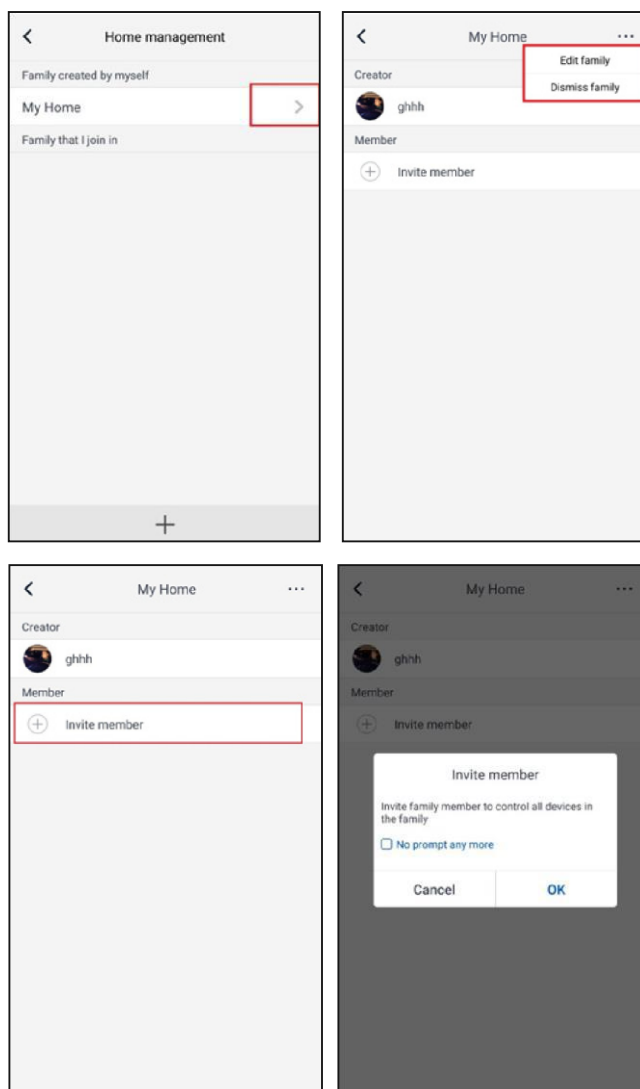 Home management
Family created by myself
My Home
Family that I join in
My Home
Edit family
Dismiss family
Creator
ghhh
Member
Invite member
My Home
Creator
ghhh
Member
Invite member
My Home
Creator
ghhh
Member
Invite member
Invite member
Invite family member to control all devices in
the family
No prompt any more
Cancel OK